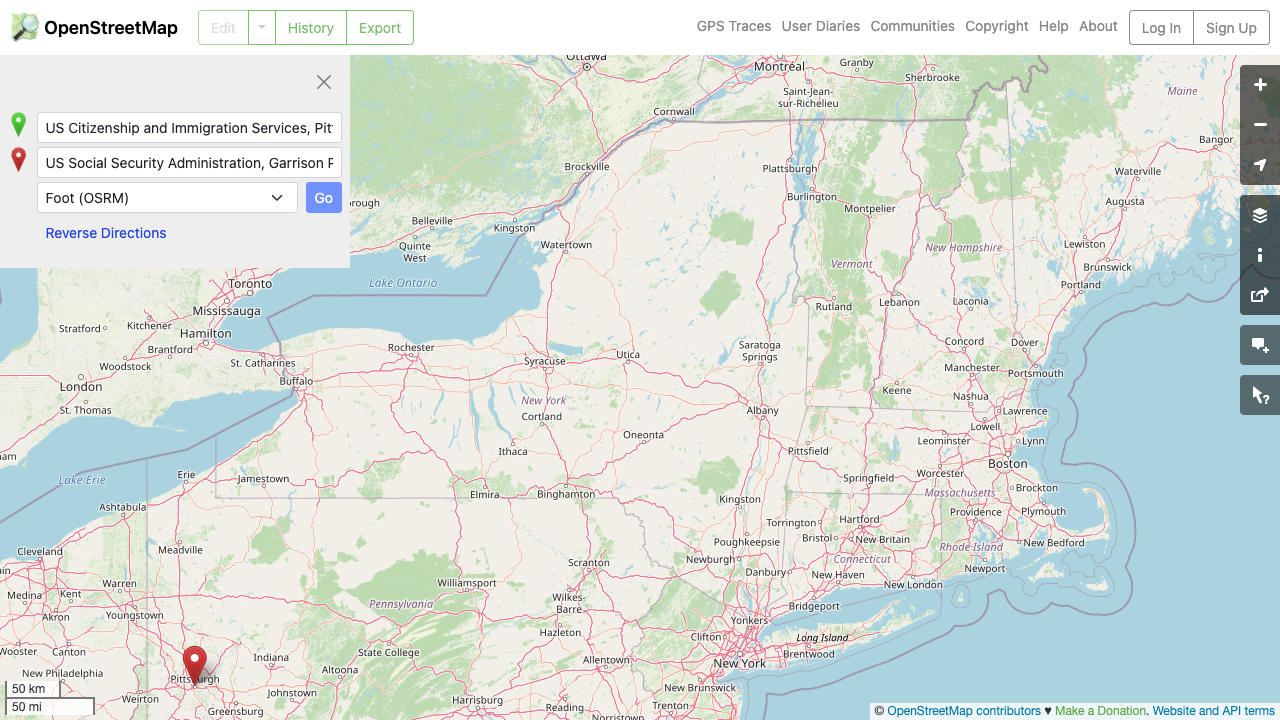 OpenStreetMap
Edit
History
Export
GPS Traces
User Diaries
Communities
Copyright
Help
About
Log In
Sign Up
US Citizenship and Immigration Services, Pit
US Social Security Administration, Garrison P
Foot (OSRM)
Go
Reverse Directions
Ottawa
Montréal
Granby
Sherbrooke
Saint-Jean-
sur-Richelieu
Maine
Cornwall
Bangor
Brockville
Plattsburgh
Waterville
Burlington
Montpelier
Augusta
Belleville
Kingston
Quinte
West
Watertown
New Hampshire
Lewiston
Vermont
Brunswick
Portland
Toronto
Lake Ontario
Mississauga
Rutland
Lebanon
Laconia
Stratford
Kitchener
Hamilton
Brantford
Woodstock
St. Catharines
Rochester
Syracuse
Utica
Saratoga
Springs
Concord
Dover
Manchester
Portsmouth
London
Buffalo
Keene
Nashua
St. Thomas
New York
Cortland
Albany
Lawrence
Lowell
Oneonta
Leominster
Lynn
Ithaca
Pittsfield
Boston
Worcester
Lake Erie
Erie
Jamestown
Springfield
Brockton
Elmira
Binghamton
Kingston
Massachusetts
Ashtabula
Plymouth
Torrington
Hartford
Providence
Bristol
New Britain
Poughkeepsie
Rhode Island
New Bedford
Cleveland
Meadville
Newburgh
Connecticut
Newport
Scranton
Danbury
New Haven
New London
Medina
Kent
Warren
Williamsport
Wilkes-
Barre
Pennsylvania
Bridgeport
Akron
Youngstown
Yonkers
Hazleton
Clifton
Long Island
Wooster
Canton
Indiana
State College
Brentwood
Allentown
New York
Altoona
New Philadelphia
Pittsburgh
New Brunswick
50 km
Johnstown
Weirton
Harrisburg
Reading
Trenton
50 mi
Greensburg
Lancaster
Norristown
© OpenStreetMap contributors ♥ Make a Donation. Website and API terms